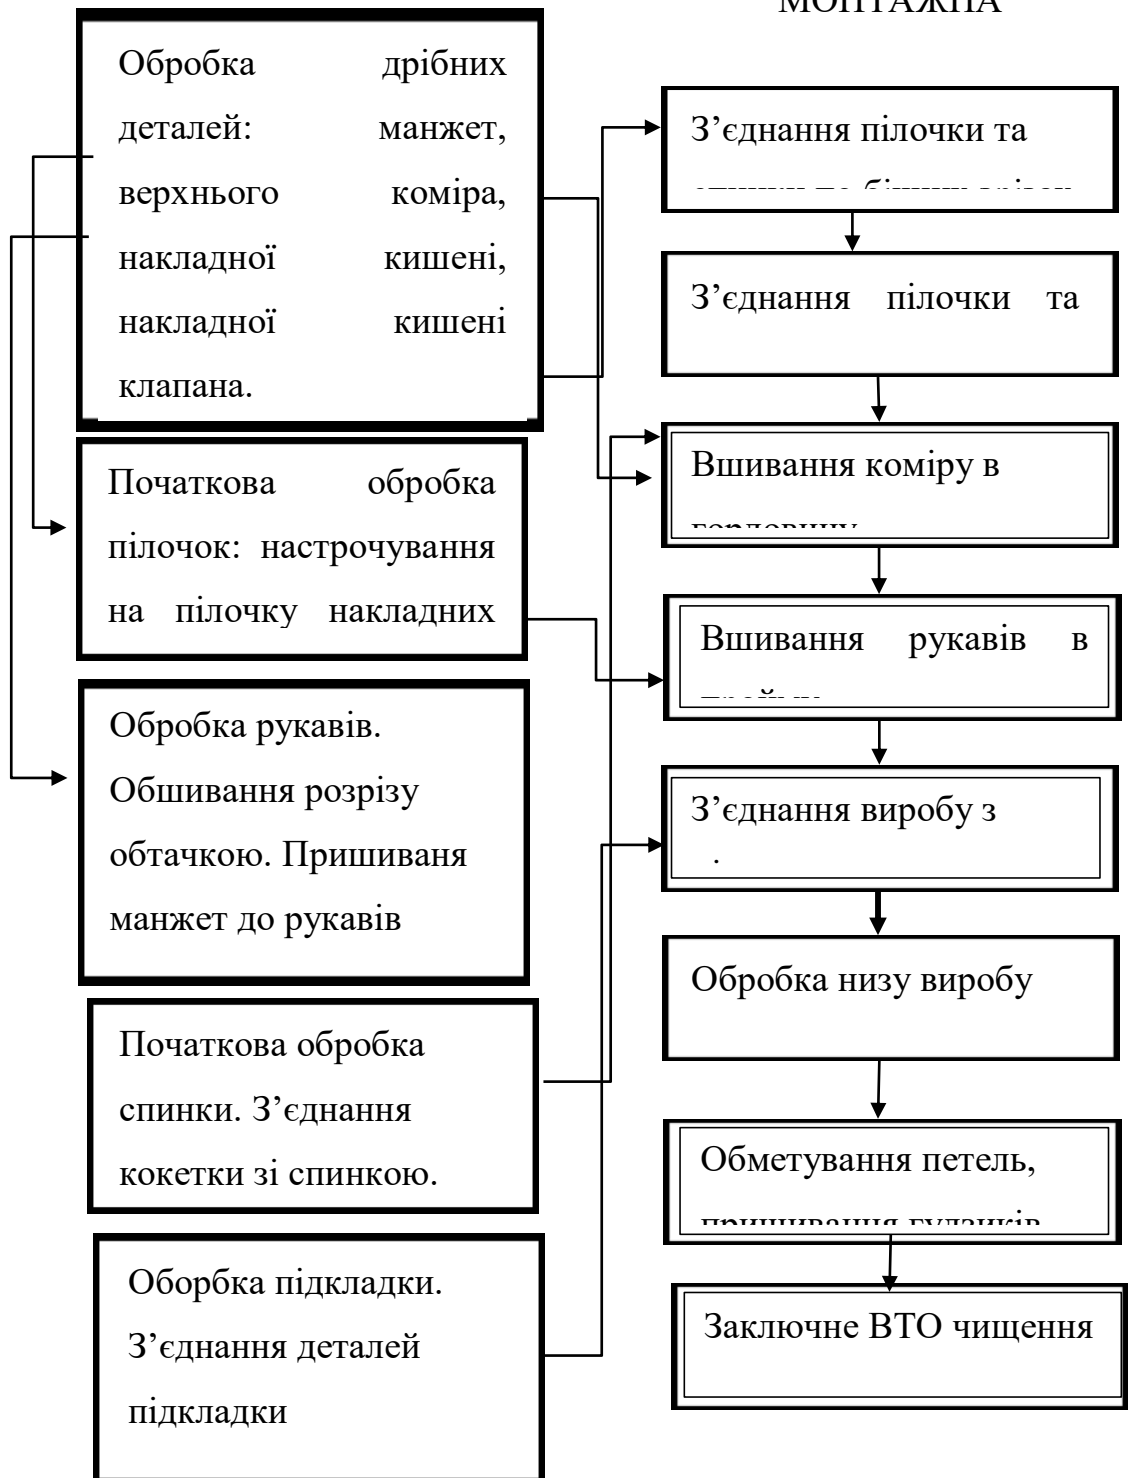 МОНТАЖНА
Обробка дрібних
деталей: манжет,
верхнього коміра,
накладної кишені,
накладної кишені
клапана.
Початкова обробка
пілочок: настрочування
на пілочку накладних
Обробка рукавів.
Обшивання розрізу
обтачкою. Пришиваня
манжет до рукавів
Початкова обробка
спинки. З’єднання
кокетки зі спинкою.
Оборбка підкладки.
З’єднання деталей
підкладки
З’єднання пілочки та
З’єднання пілочки та
Вшивання коміру в
горловину
Вшивання рукавів в
З’єднання виробу з
.
Обробка низу виробу
Обметування петель,
пришивання гудзиків
Заключне ВТО чищення